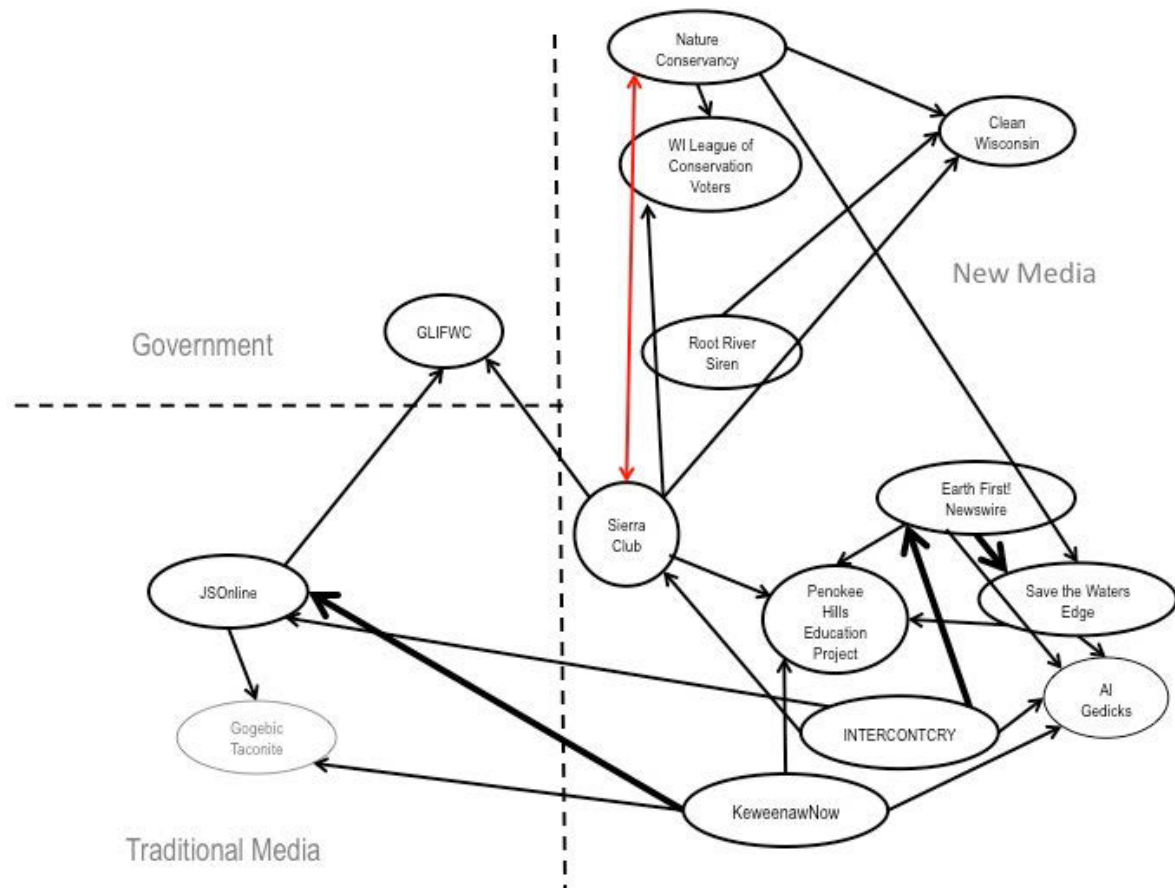 Nature
Conservancy
Clean
Wisconsin
WI League of
Conservation
Voters
New Media
Government
GLIFWC
Root River
Siren
Earth First!
Newswire
Sierra
Club
JSOnline
Penokee
Hills
Education
Project
Save the Waters
Edge
Al
Gedicks
Gogebic
Taconite
INTERCONTCRY
KeweenawNow
Traditional Media